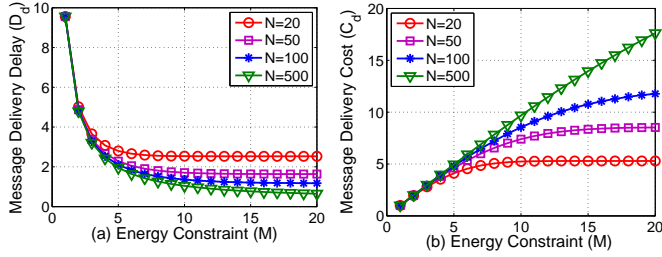 Message Delivery Delay (D_d)
10
8
6
4
2
0
0
5
10
15
20
N=20
N=50
N=100
N=500
(a) Energy Constraint (M)
Message Delivery Cost (C_d)
20
15
10
5
0
0
5
10
15
20
N=20
N=50
N=100
N=500
(b) Energy Constraint (M)